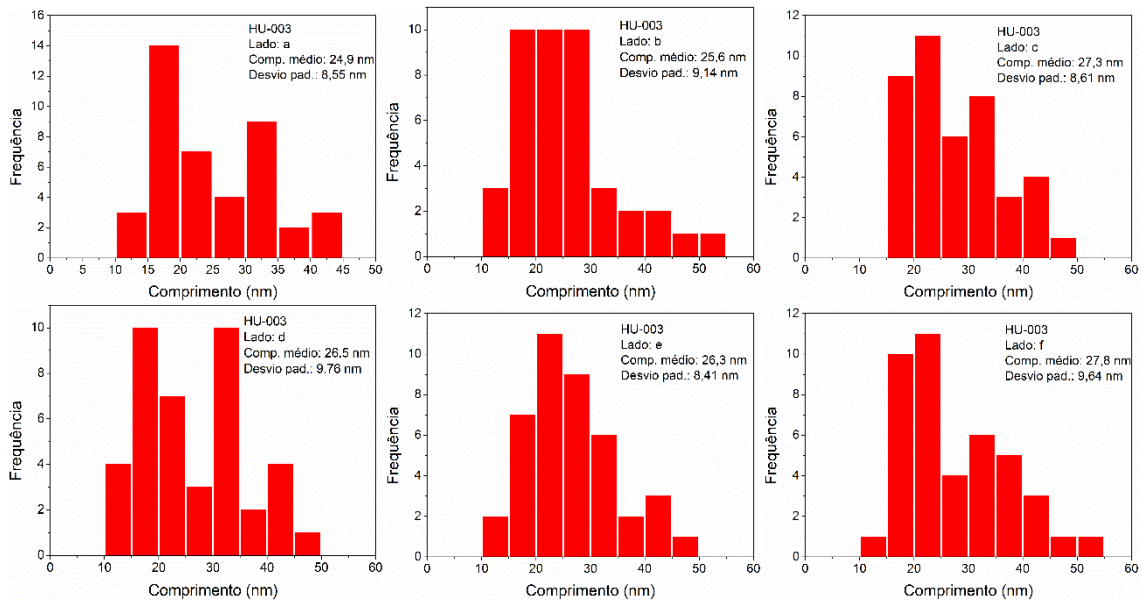 HU-003
Lado: a
Comp. médio: 24,9 nm
Desvio pad.: 8,55 nm
16
14
12
10
8
6
4
2
0
Frequência
0 5 10 15 20 25 30 35 40 45 50
Comprimento (nm)
HU-003
Lado: b
Comp. médio: 25,6 nm
Desvio pad.: 9,14 nm
10
8
6
4
2
0
Frequência
0 10 20 30 40 50 60
Comprimento (nm)
HU-003
Lado: c
Comp. médio: 27,3 nm
Desvio pad.: 8,61 nm
12
10
8
6
4
2
0
Frequência
0 10 20 30 40 50 60
Comprimento (nm)
HU-003
Lado: d
Comp. médio: 26.5 nm
Desvio pad.: 9.76 nm
10
8
6
4
2
0
Frequência
0 10 20 30 40 50 60
Comprimento (nm)
HU-003
Lado: e
Comp. médio: 26,3 nm
Desvio pad.: 8,41 nm
12
10
8
6
4
2
0
Frequência
0 10 20 30 40 50 60
Comprimento (nm)
HU-003
Lado: f
Comp. médio: 27,8 nm
Desvio pad.: 9,64 nm
12
10
8
6
4
2
0
Frequência
0 10 20 30 40 50 60
Comprimento (nm)